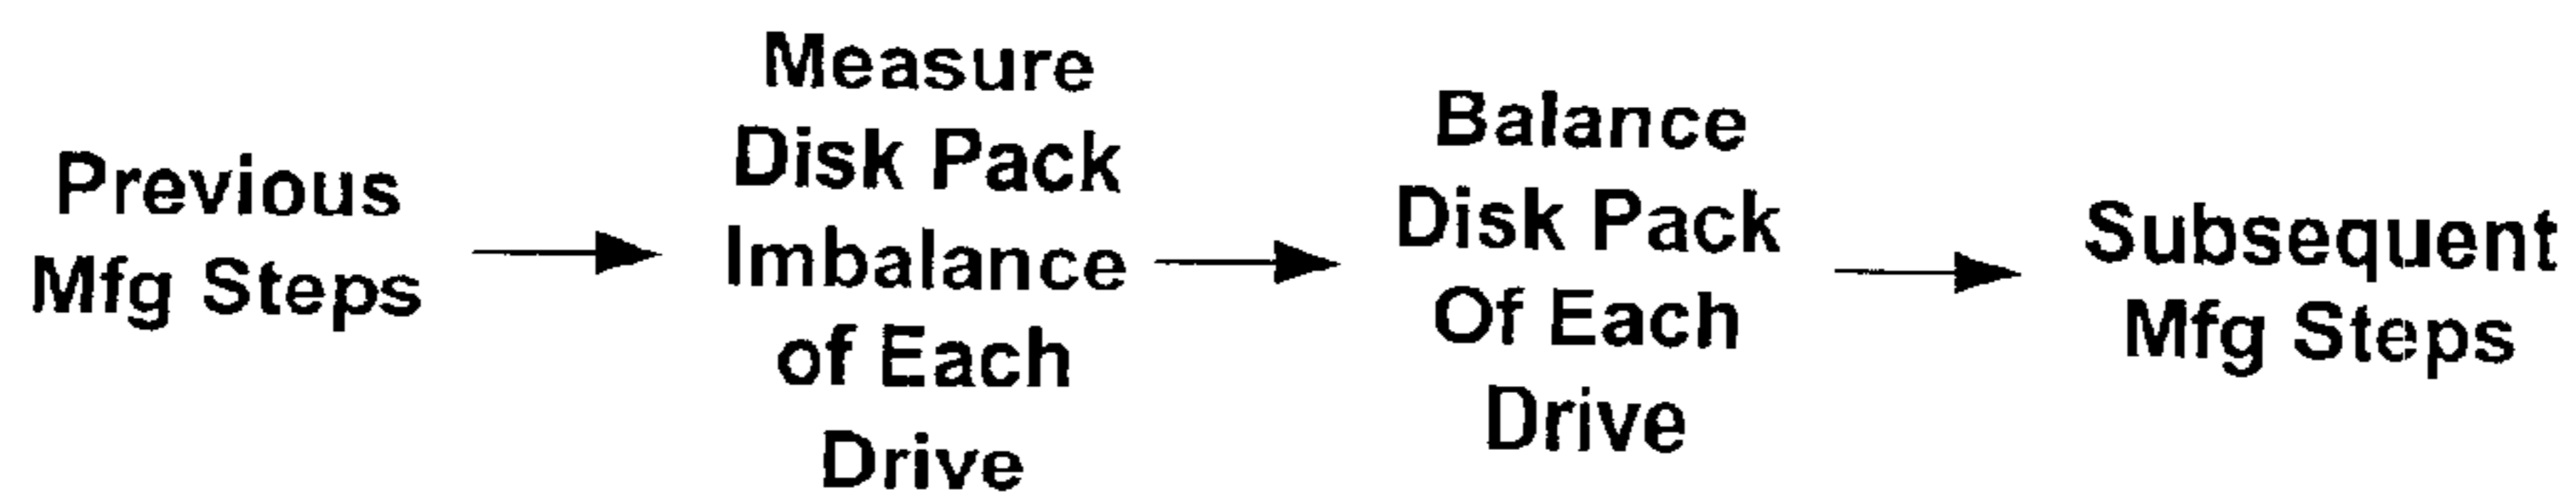 Previous
Mfg Steps
Measure
Disk Pack
Imbalance
of Each
Drive
Balance
Disk Pack
Of Each
Drive
Subsequent
Mfg Steps